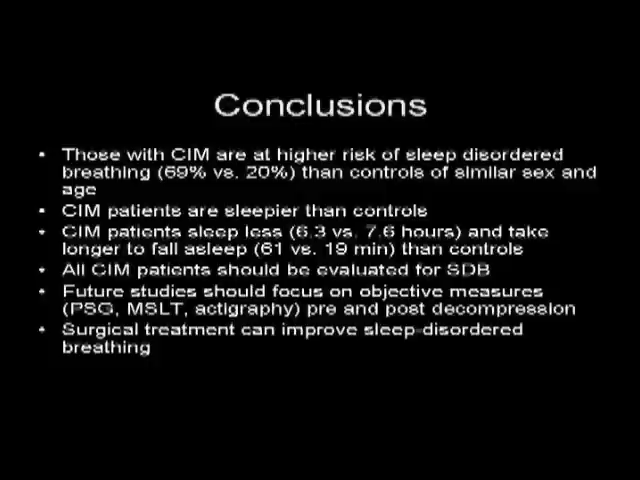 Conclusions
• Those with CIM are at higher risk of sleep disordered
breathing (69% vs. 20%) than controls of similar sex and
age
• CIM patients are sleepier than controls
• CIM patients sleep less (6.3 vs. 7.6 hours) and take
longer to fall asleep (61 vs. 19 min) than controls
• All CIM patients should be evaluated for SDB
• Future studies should focus on objective measures
(PSG, MSLT, actigraphy) pre and post decompression
• Surgical treatment can improve sleep-disordered
breathing